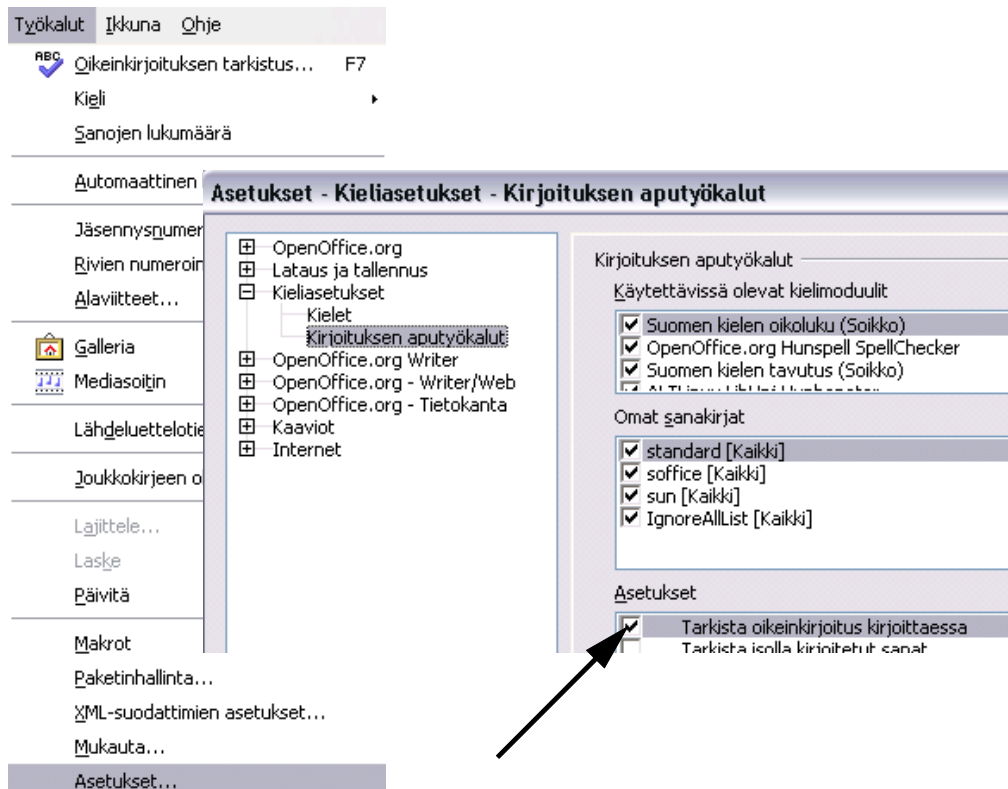 Työkalut Ikkuna Ohje
ABC Oikeinkirjoituksen tarkistus... F7
Kieli
Sanojen lukumäärä
Automaattinen
Jäsennysnumer
Rivien numeroin
Alaviitteet...
Galleria
Mediasoitin
Lähdeluettelotie
Joukkokirjeen o
Lajittele...
Laske
Päivitä
Makrot
Paketinhallinta...
XML-suodattimien asetukset...
Mukauta...
Asetukset...
Asetukset - Kieliasetukset - Kirjoituksen aputyökalut
OpenOffice.org
Lataus ja tallennus
Kieliasetukset
Kielet
Kirjoituksen aputyökalut
OpenOffice.org Writer
OpenOffice.org - Writer/Web
OpenOffice.org - Tietokanta
Kaaviot
Internet
Kirjoituksen aputyökalut
Käytettävissä olevat kielimoduulit
Suomen kielen oikoluku (Soikko)
OpenOffice.org Hunspell SpellChecker
Suomen kielen tavutus (Soikko)
Omat sanakirjat
standard [Kaikki]
soffice [Kaikki]
sun [Kaikki]
IgnoreAllList [Kaikki]
Asetukset
Tarkista oikeinkirjoitus kirjoittaessa
Tarkista isolla kirjoitetut sanat